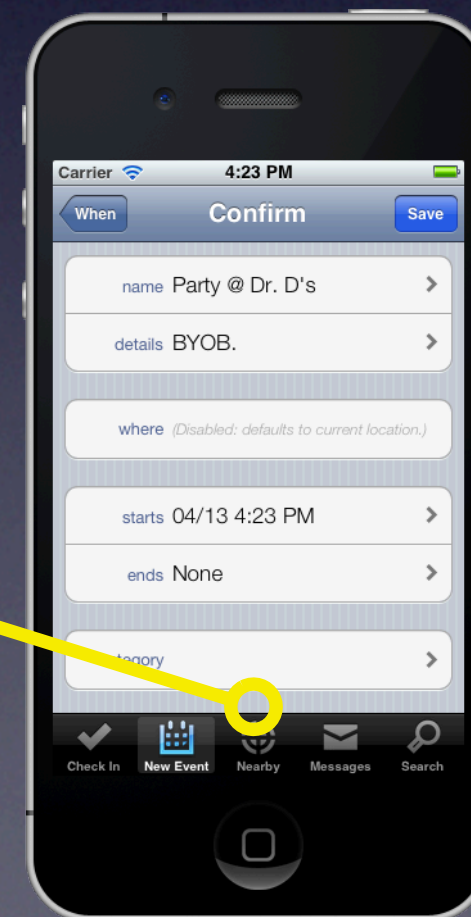 Carrier 4:23 PM
When Confirm Save
name Party @ Dr. D's
details BYOB.
where (Disabled: defaults to current location.)
starts 04/13 4:23 PM
ends None
tegory
Check In New Event Nearby Messages Search